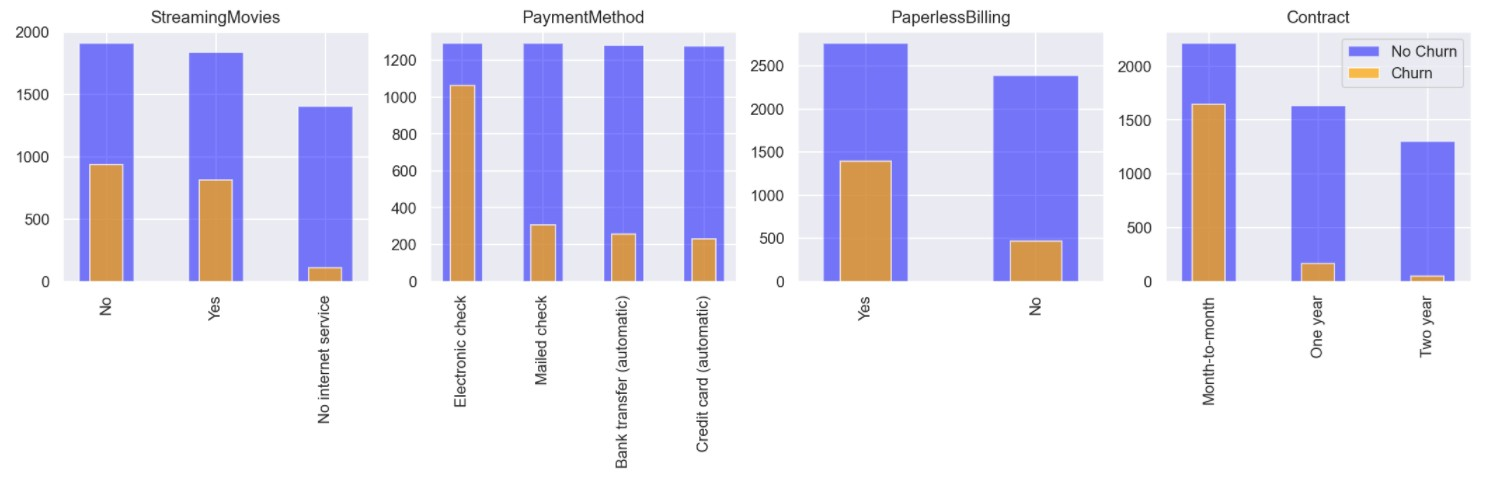 StreamingMovies
2000
1500
1000
500
0
No
Yes
No internet service
PaymentMethod
1200
1000
800
600
400
200
0
Electronic check
Mailed check
Bank transfer (automatic)
Credit card (automatic)
PaperlessBilling
2500
2000
1500
1000
500
0
Yes
No
Contract
2000
1500
1000
500
0
No Churn
Churn
Month-to-month
One year
Two year